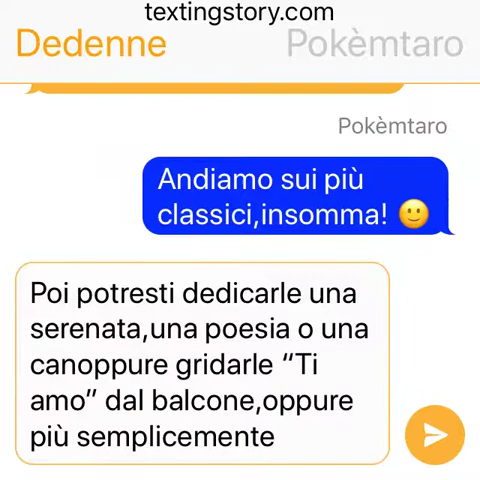 textingstory.com
Dedenne
Pokèmtaro
Pokèmtaro
Andiamo sui più
classici,insomma! 🙂
Poi potresti dedicarle una
serenata,una poesia o una
canoppure gridarle “Ti
amo” dal balcone,oppure
più semplicemente